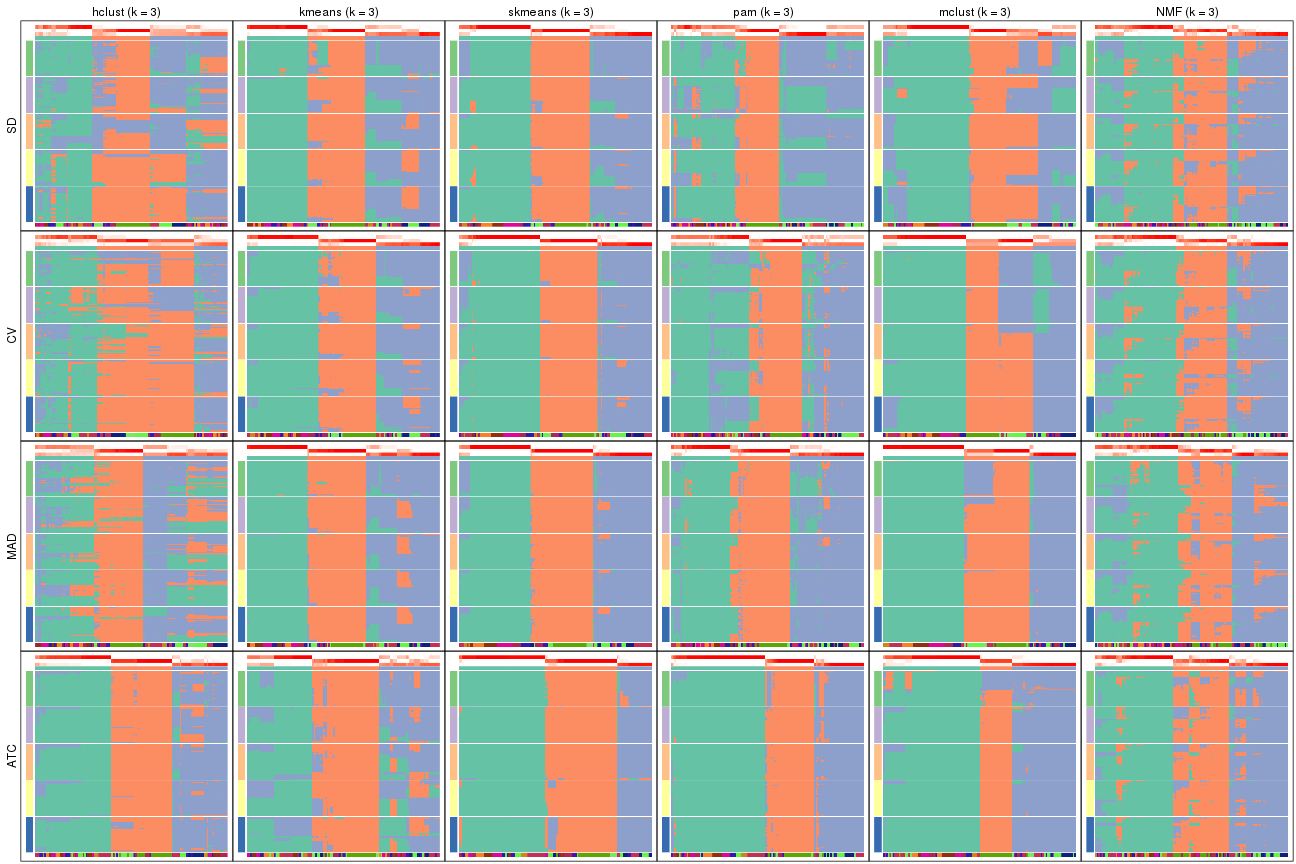 hclust (k = 3) kmeans (k = 3) skmeans (k = 3) pam (k = 3) mclust (k = 3) NMF (k = 3)
SD
CV
MAD
ATC